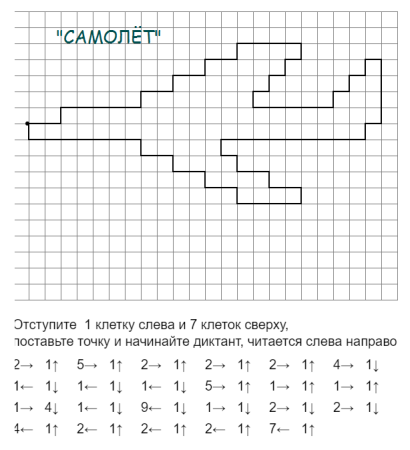 "САМОЛЁТ"
Отступите 1 клетку слева и 7 клеток сверху,
поставьте точку и начинайте диктант, читается слева направо
2→ 1↑ 5→ 1↑ 2→ 1↑ 2→ 1↑ 2→ 1↑ 4→ 1↓
1← 1↓ 1← 1↓ 1← 1↓ 5→ 1↑ 1→ 1↑ 1→ 1↑
1→ 4↓ 1← 1↓ 9← 1↓ 1→ 1↓ 2→ 1↓ 2→ 1↓
4← 1↑ 2← 1↑ 2← 1↑ 2← 1↑ 7← 1↑